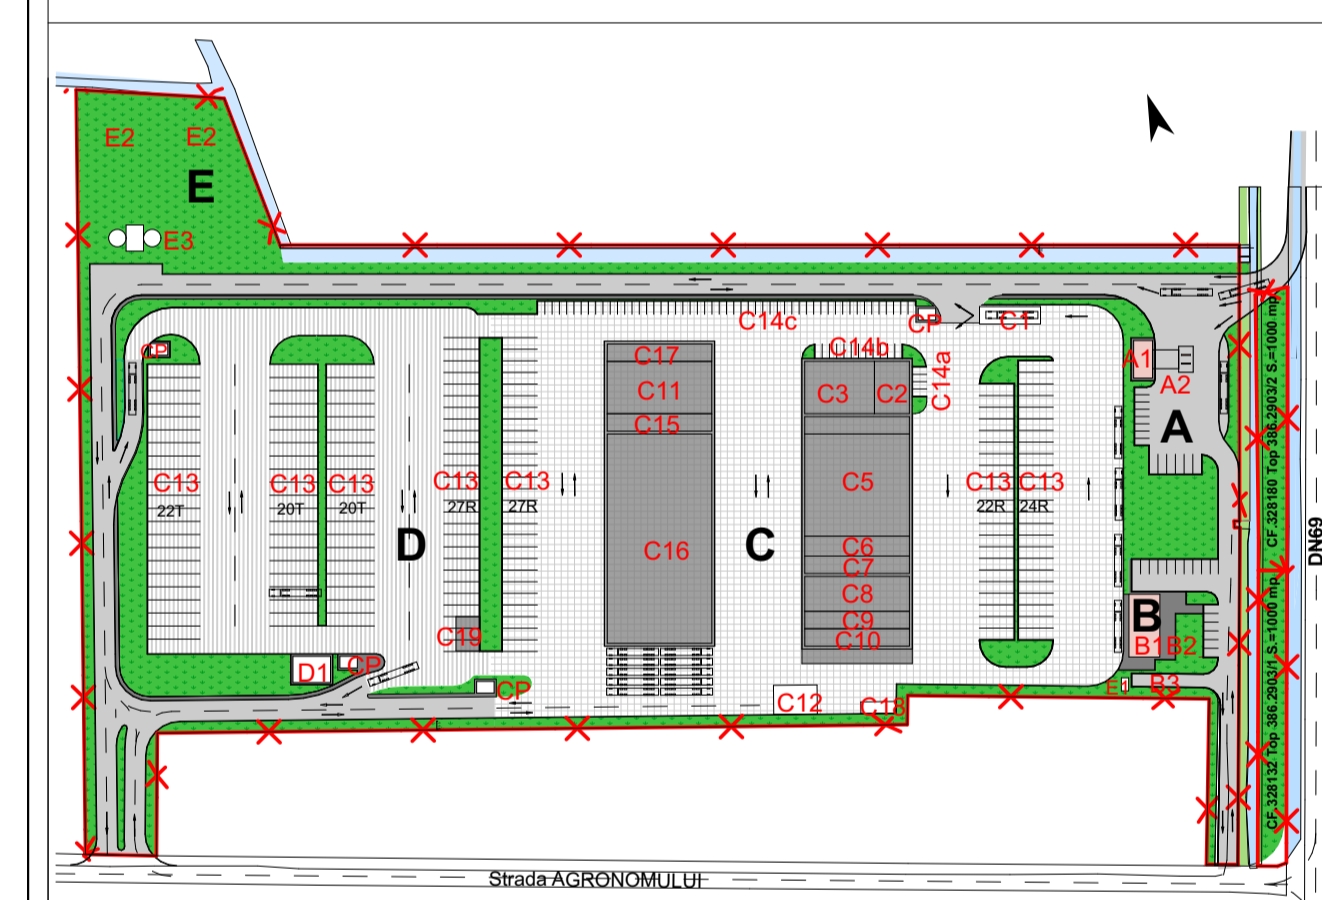 E2
E2
E
E3
C14c
CP
C1
CP
C17
C14b
C14a
A1
A2
C11
C3
C2
C15
A
C13
C13
C13
C13
C13
C5
C13
C13
22T
20T
20T
27R
27R
22R
24R
D
C16
C
C6
C7
C8
C9
C10
C19
B
B1
B2
D1
CP
CP
C12
C18
E1
B3
CF.328180 Top 386.2903/2 S.=1000 mp
CF.328132 Top 386.2903/1 S.=1000 mp
DN69
Strada AGRONOMULUI